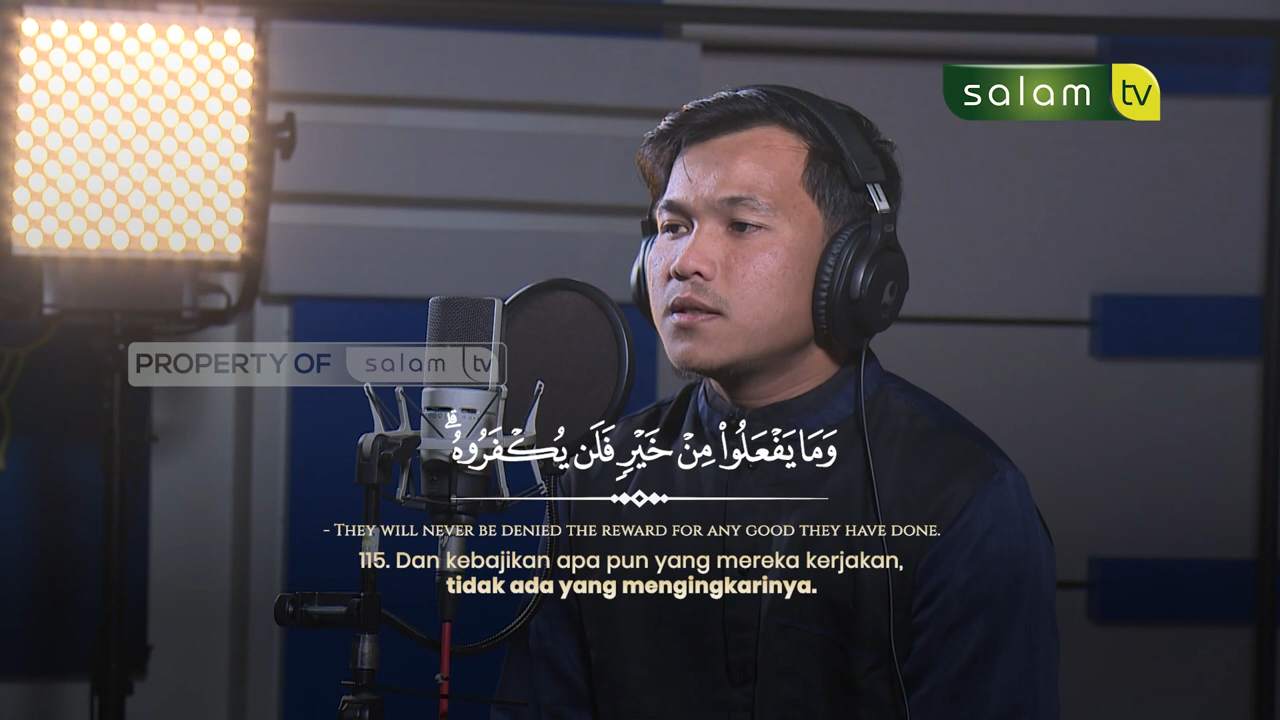 salam tv
PROPERTY OF salam tv
وَمَا يَفْعَلُوا۟ مِنْ خَيْرٍ فَلَن يُكْفَرُوهُ ۗ
- They will never be denied the reward for any good they have done.
115. Dan kebajikan apa pun yang mereka kerjakan,
tidak ada yang mengingkarinya.